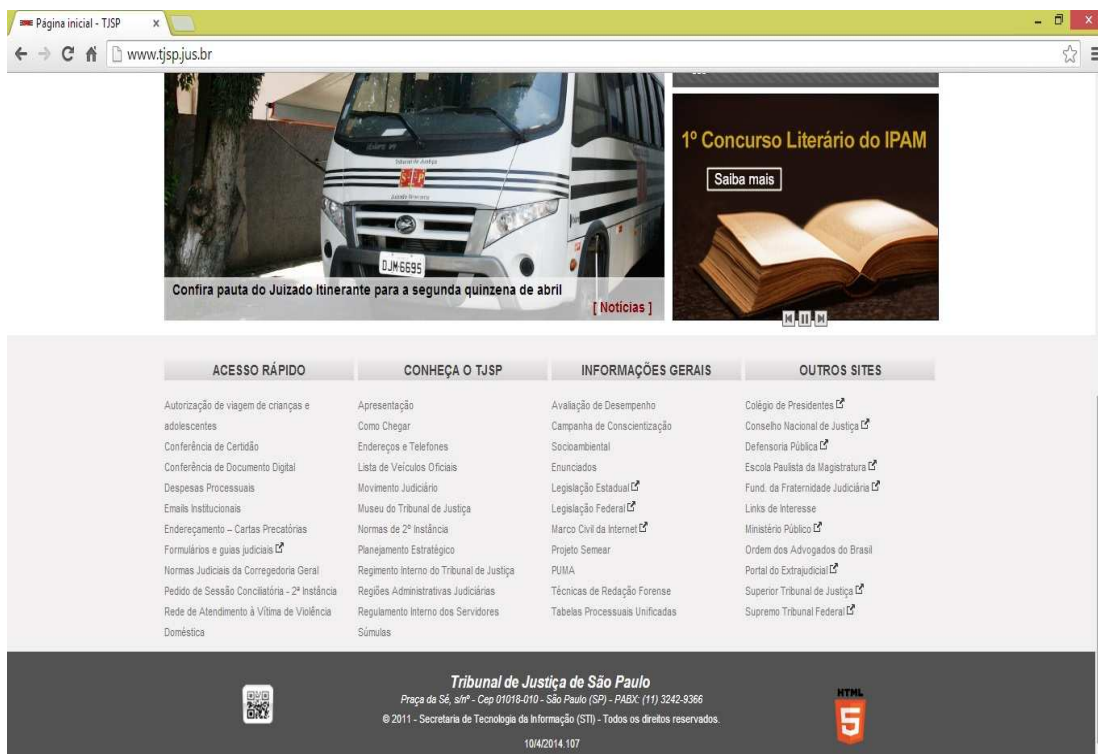 Página inicial - TJSP
www.tjsp.jus.br
Tribunal de Justiça
Juizado Itinerante
DJM 6695
Confira pauta do Juizado Itinerante para a segunda quinzena de abril
[ Notícias ]
1º Concurso Literário do IPAM
Saiba mais
ACESSO RÁPIDO
Autorização de viagem de crianças e
adolescentes
Conferência de Certidão
Conferência de Documento Digital
Despesas Processuais
Emails Institucionais
Endereçamento – Cartas Precatórias
Formulários e guias judiciais
Normas Judiciais da Corregedoria Geral
Pedido de Sessão Conciliatória - 2ª Instância
Rede de Atendimento à Vítima de Violência
Doméstica
CONHEÇA O TJSP
Apresentação
Como Chegar
Endereços e Telefones
Lista de Veículos Oficiais
Movimento Judiciário
Museu do Tribunal de Justiça
Normas de 2ª Instância
Planejamento Estratégico
Regimento Interno do Tribunal de Justiça
Regiões Administrativas Judiciárias
Regulamento Interno dos Servidores
Súmulas
INFORMAÇÕES GERAIS
Avaliação de Desempenho
Campanha de Conscientização
Socioambiental
Enunciados
Legislação Estadual
Legislação Federal
Marco Civil da Internet
Projeto Semear
PUMA
Técnicas de Redação Forense
Tabelas Processuais Unificadas
OUTROS SITES
Colégio de Presidentes
Conselho Nacional de Justiça
Defensoria Pública
Escola Paulista da Magistratura
Fund. da Fraternidade Judiciária
Links de Interesse
Ministério Público
Ordem dos Advogados do Brasil
Portal do Extrajudicial
Superior Tribunal de Justiça
Supremo Tribunal Federal
Tribunal de Justiça de São Paulo
Praça da Sé, s/nº - Cep 01018-010 - São Paulo (SP) - PABX: (11) 3242-9366
© 2011 - Secretaria de Tecnologia da Informação (STI) - Todos os direitos reservados.
10/4/2014.107
HTML
5